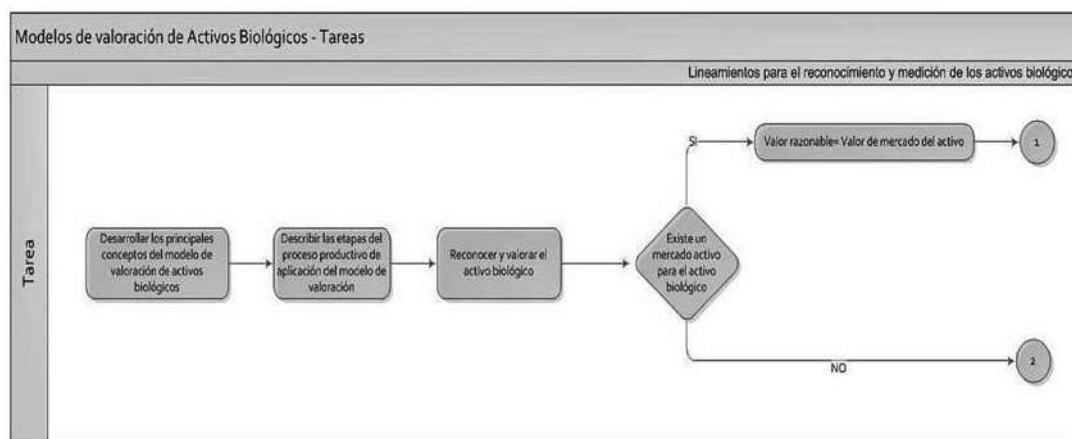 Modelos de valoración de Activos Biológicos - Tareas
Lineamientos para el reconocimiento y medición de los activos biológico
Tarea
Desarrollar los principales
conceptos del modelo de
valoración de activos
biológicos
Describir las etapas del
proceso productivo de
aplicación del modelo de
valoración
Reconocer y valorar el
activo biológico
Existe un
mercado activo
para el activo
biológico
SI
Valor razonable= Valor de mercado del activo
1
NO
2